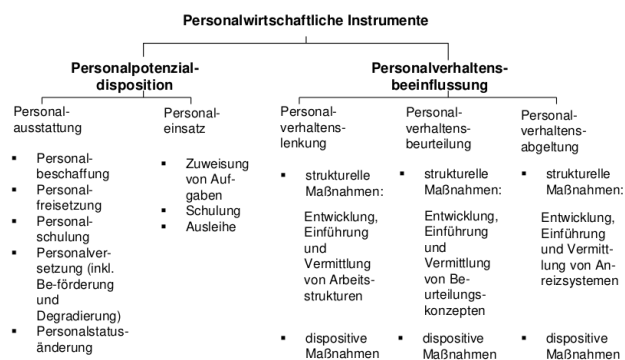 Personalwirtschaftliche Instrumente
Personalpotenzial-
disposition
Personalverhaltens-
beeinflussung
Personal-
ausstattung
▪ Personal-
beschaffung
▪ Personal-
freisetzung
▪ Personal-
schulung
▪ Personalver-
setzung (inkl.
Be-förderung
und
Degradierung)
▪ Personalstatus-
änderung
Personal-
einsatz
▪ Zuweisung
von Auf-
gaben
▪ Schulung
▪ Ausleihe
Personal-
verhaltens-
lenkung
▪ strukturelle
Maßnahmen:
Entwicklung,
Einführung
und
Vermittlung
von Arbeits-
strukturen
▪ dispositive
Maßnahmen
Personal-
verhaltens-
beurteilung
▪ strukturelle
Maßnahmen:
Entwicklung,
Einführung
und
Vermittlung
von Be-
urteilungs-
konzepten
▪ dispositive
Maßnahmen
Personal-
verhaltens-
abgeltung
▪ strukturelle
Maßnahmen:
Entwicklung,
Einführung
und Vermitt-
lung von An-
reizsystemen
▪ dispositive
Maßnahmen